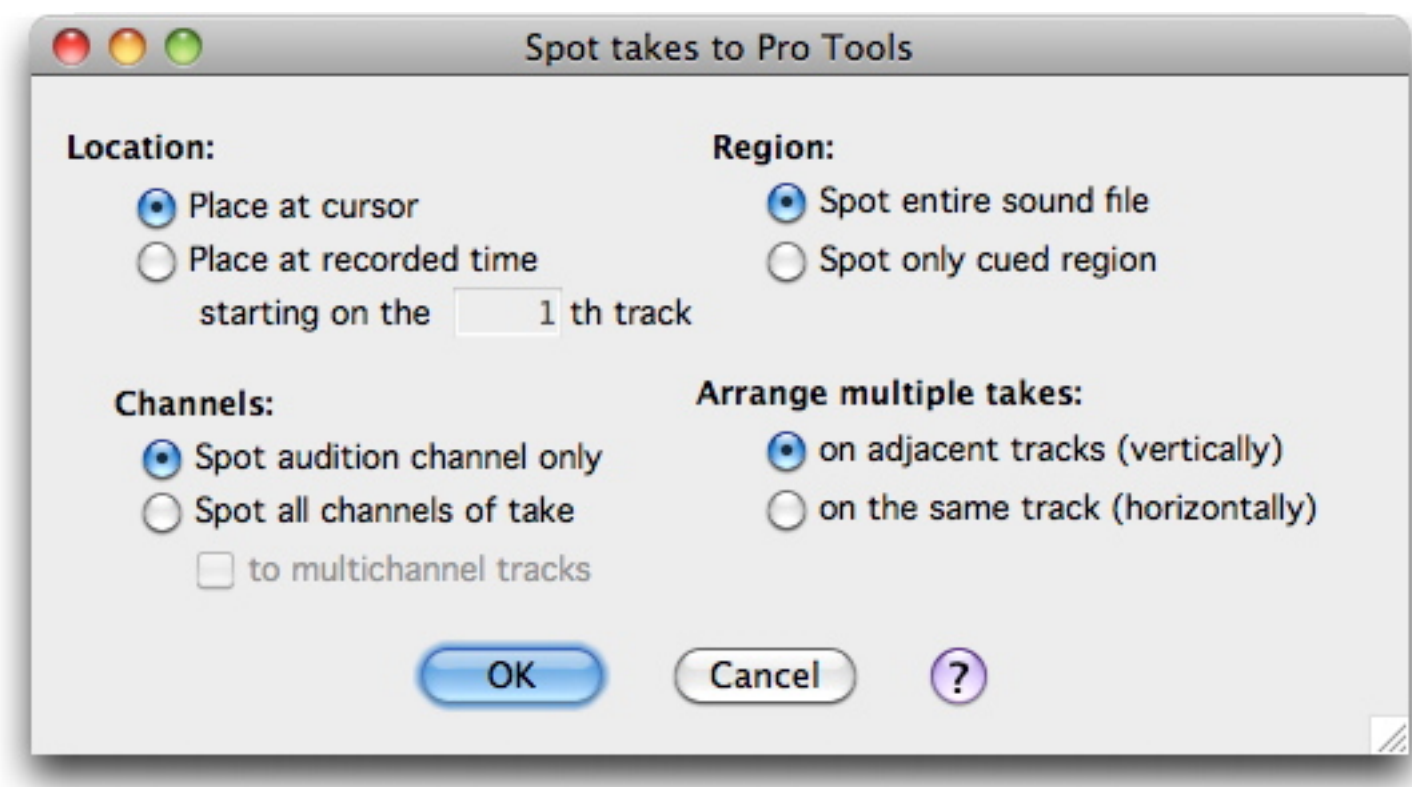 Spot takes to Pro Tools
Location:
Place at cursor
Place at recorded time
starting on the 1 th track
Region:
Spot entire sound file
Spot only cued region
Channels:
Spot audition channel only
Spot all channels of take
to multichannel tracks
Arrange multiple takes:
on adjacent tracks (vertically)
on the same track (horizontally)
OK
Cancel
?